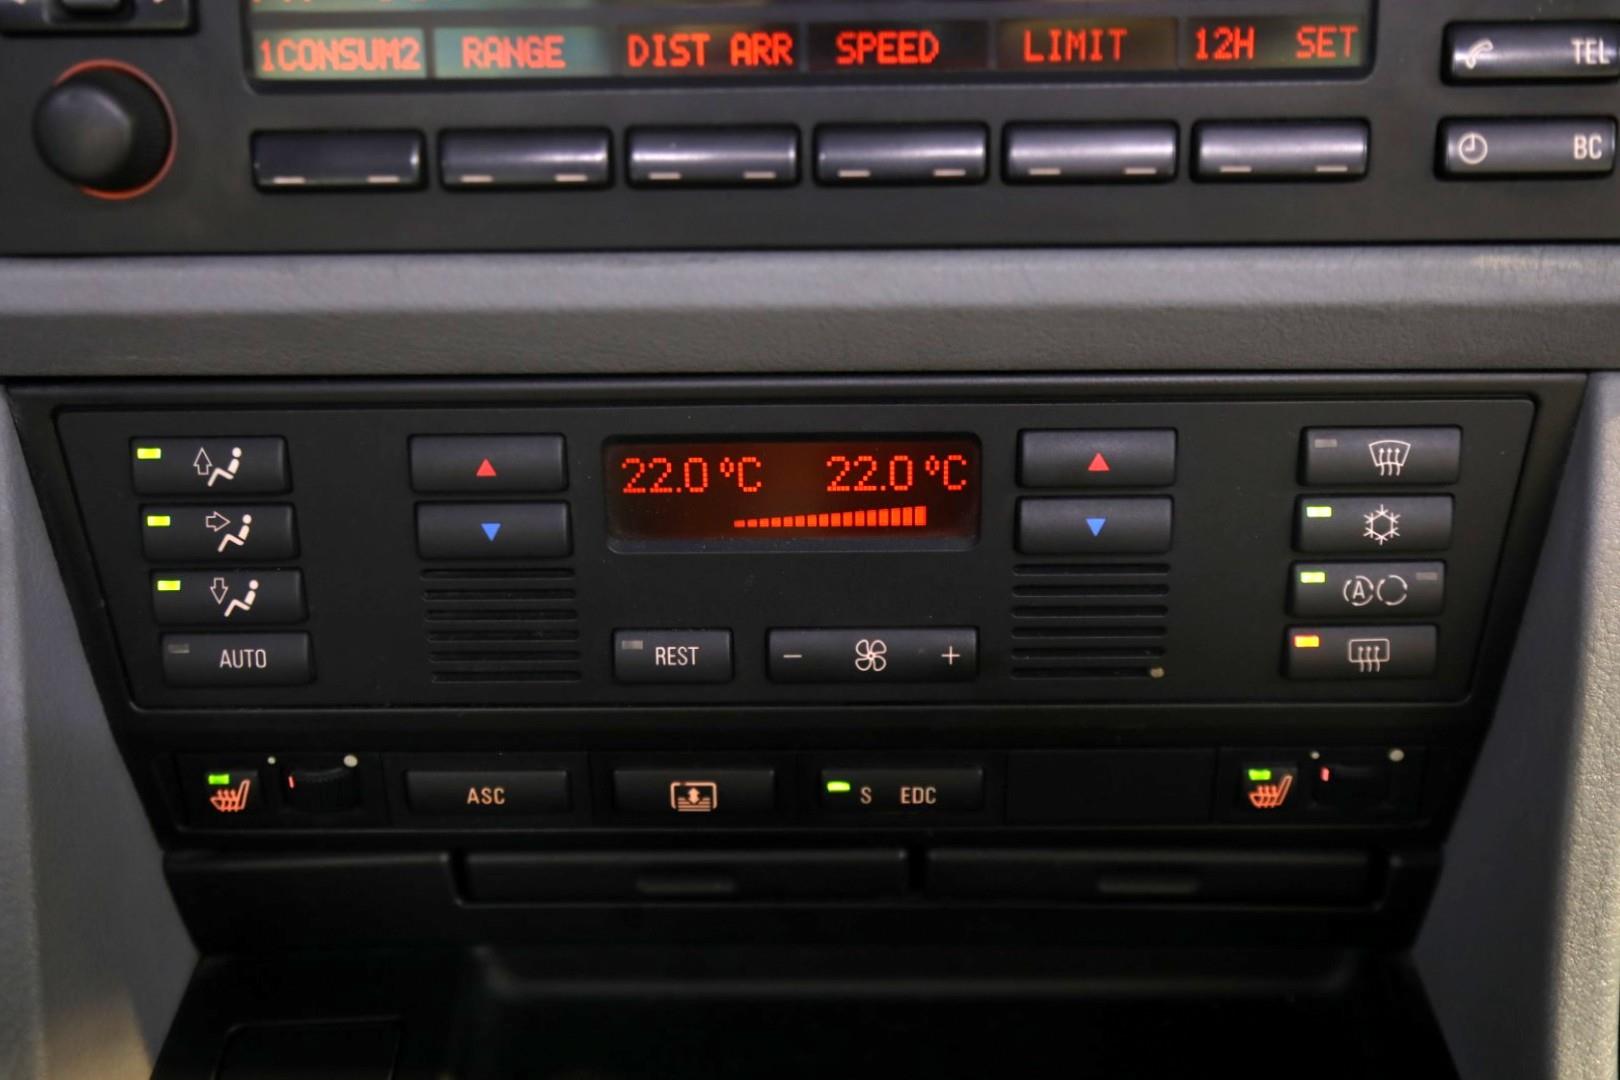 1CONSUM2 RANGE DIST ARR SPEED LIMIT 12H SET
TEL
BC
22.0°C 22.0°C
A
AUTO
REST
- +
ASC
S EDC